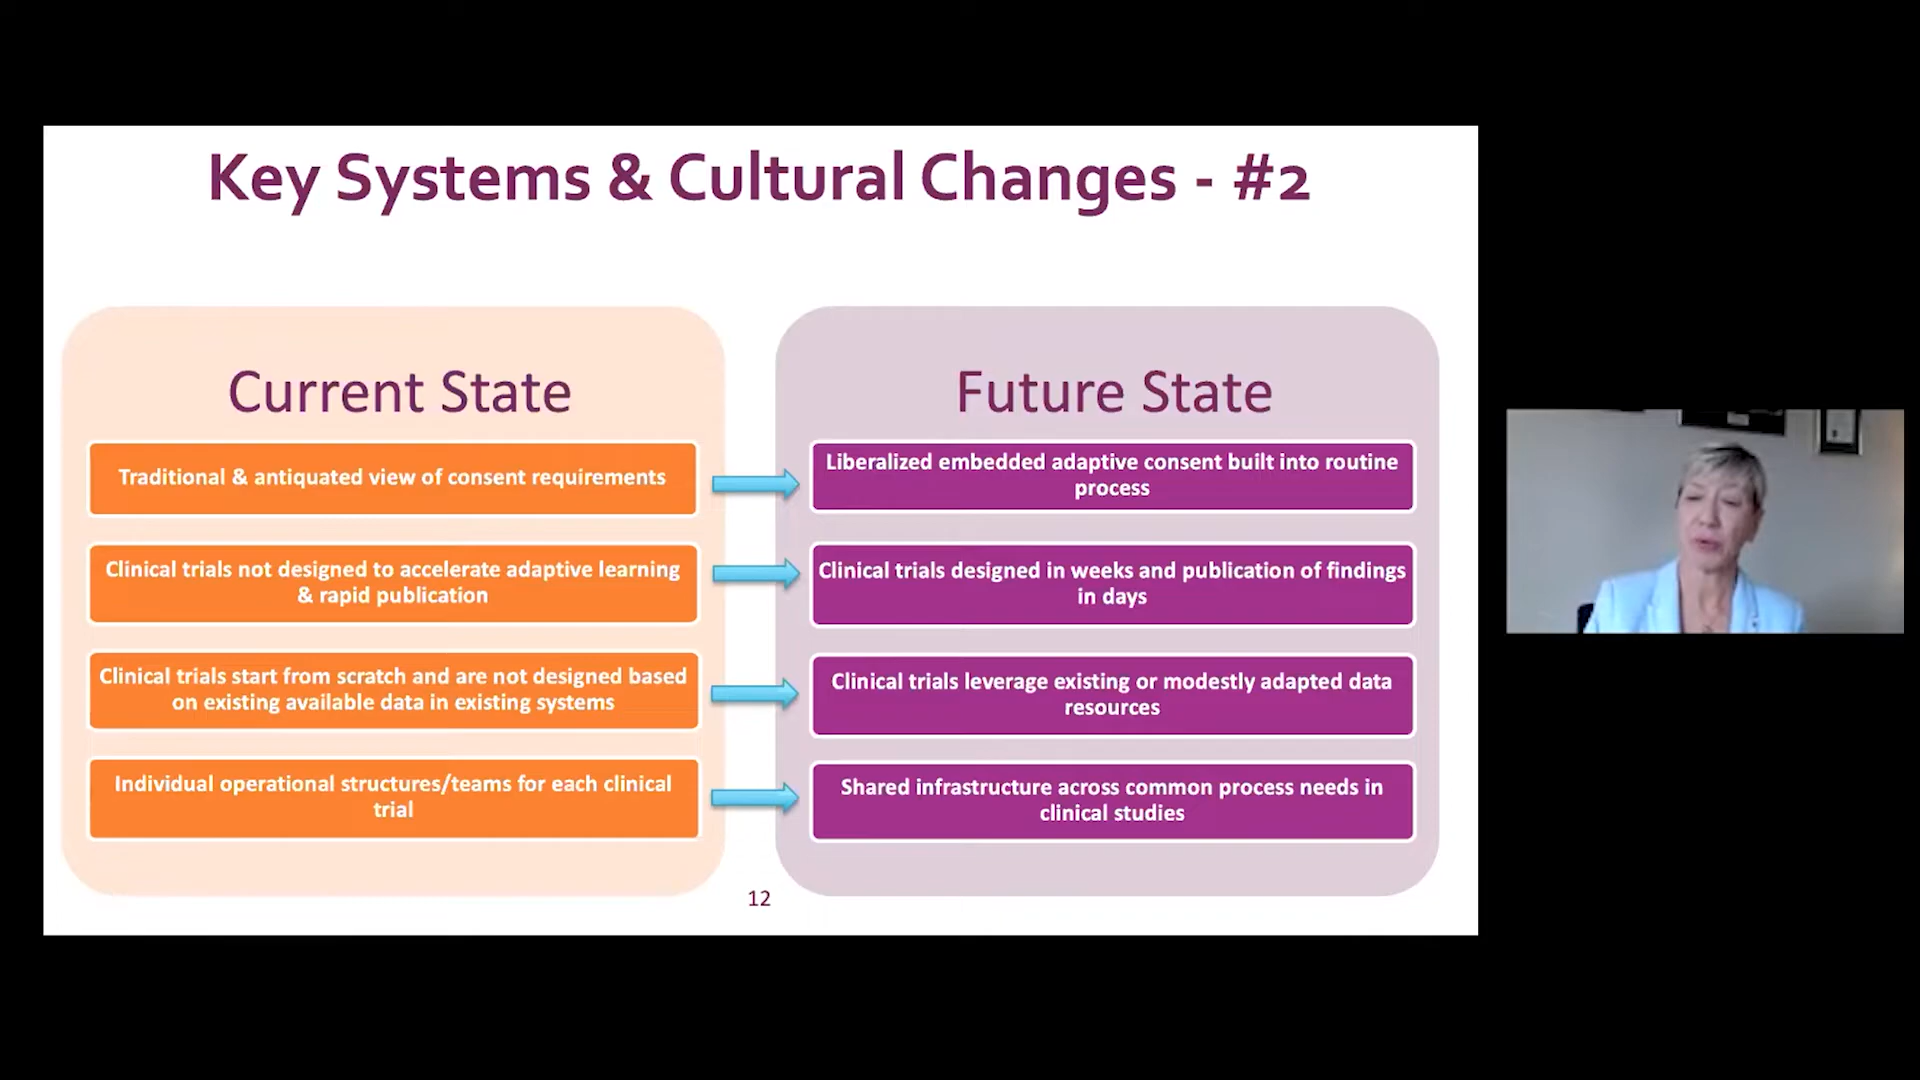 Key Systems & Cultural Changes - #2
Current State
Traditional & antiquated view of consent requirements
Clinical trials not designed to accelerate adaptive learning
& rapid publication
Clinical trials start from scratch and are not designed based
on existing available data in existing systems
Individual operational structures/teams for each clinical
trial
Future State
Liberalized embedded adaptive consent built into routine
process
Clinical trials designed in weeks and publication of findings
in days
Clinical trials leverage existing or modestly adapted data
resources
Shared infrastructure across common process needs in
clinical studies
12